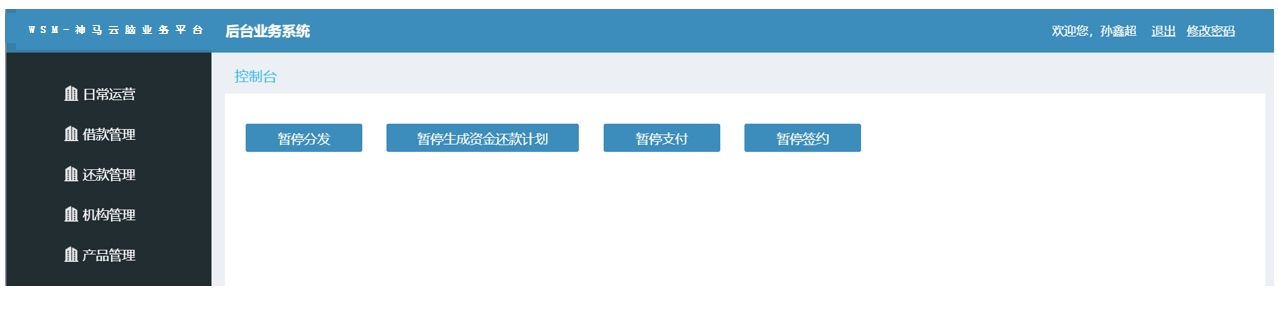 WSM-神马云脑业务平台 后台业务系统 欢迎您，孙鑫超 退出 修改密码
控制台
日常运营
借款管理
还款管理
机构管理
产品管理
暂停分发 暂停生成资金还款计划 暂停支付 暂停签约